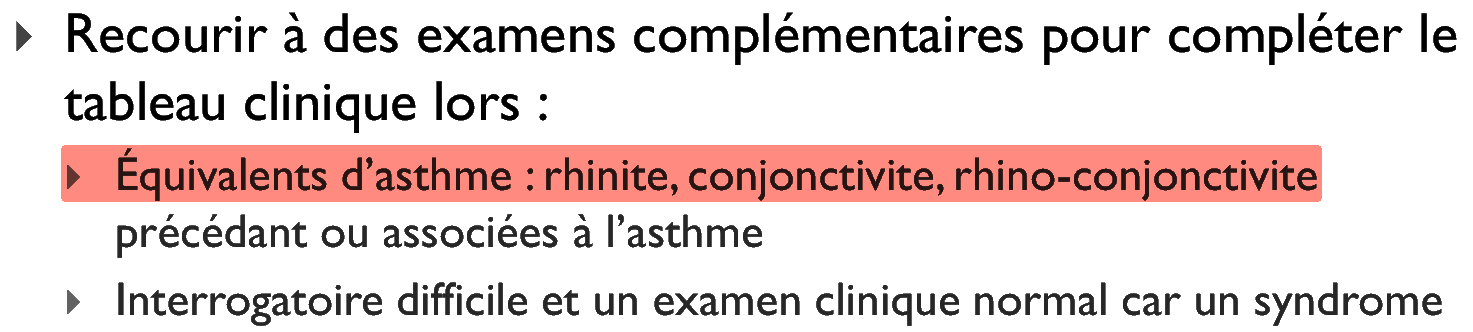 Recourir à des examens complémentaires pour compléter le
tableau clinique lors :
Équivalents d’asthme : rhinite, conjonctivite, rhino-conjonctivite
précédant ou associées à l’asthme
Interrogatoire difficile et un examen clinique normal car un syndrome